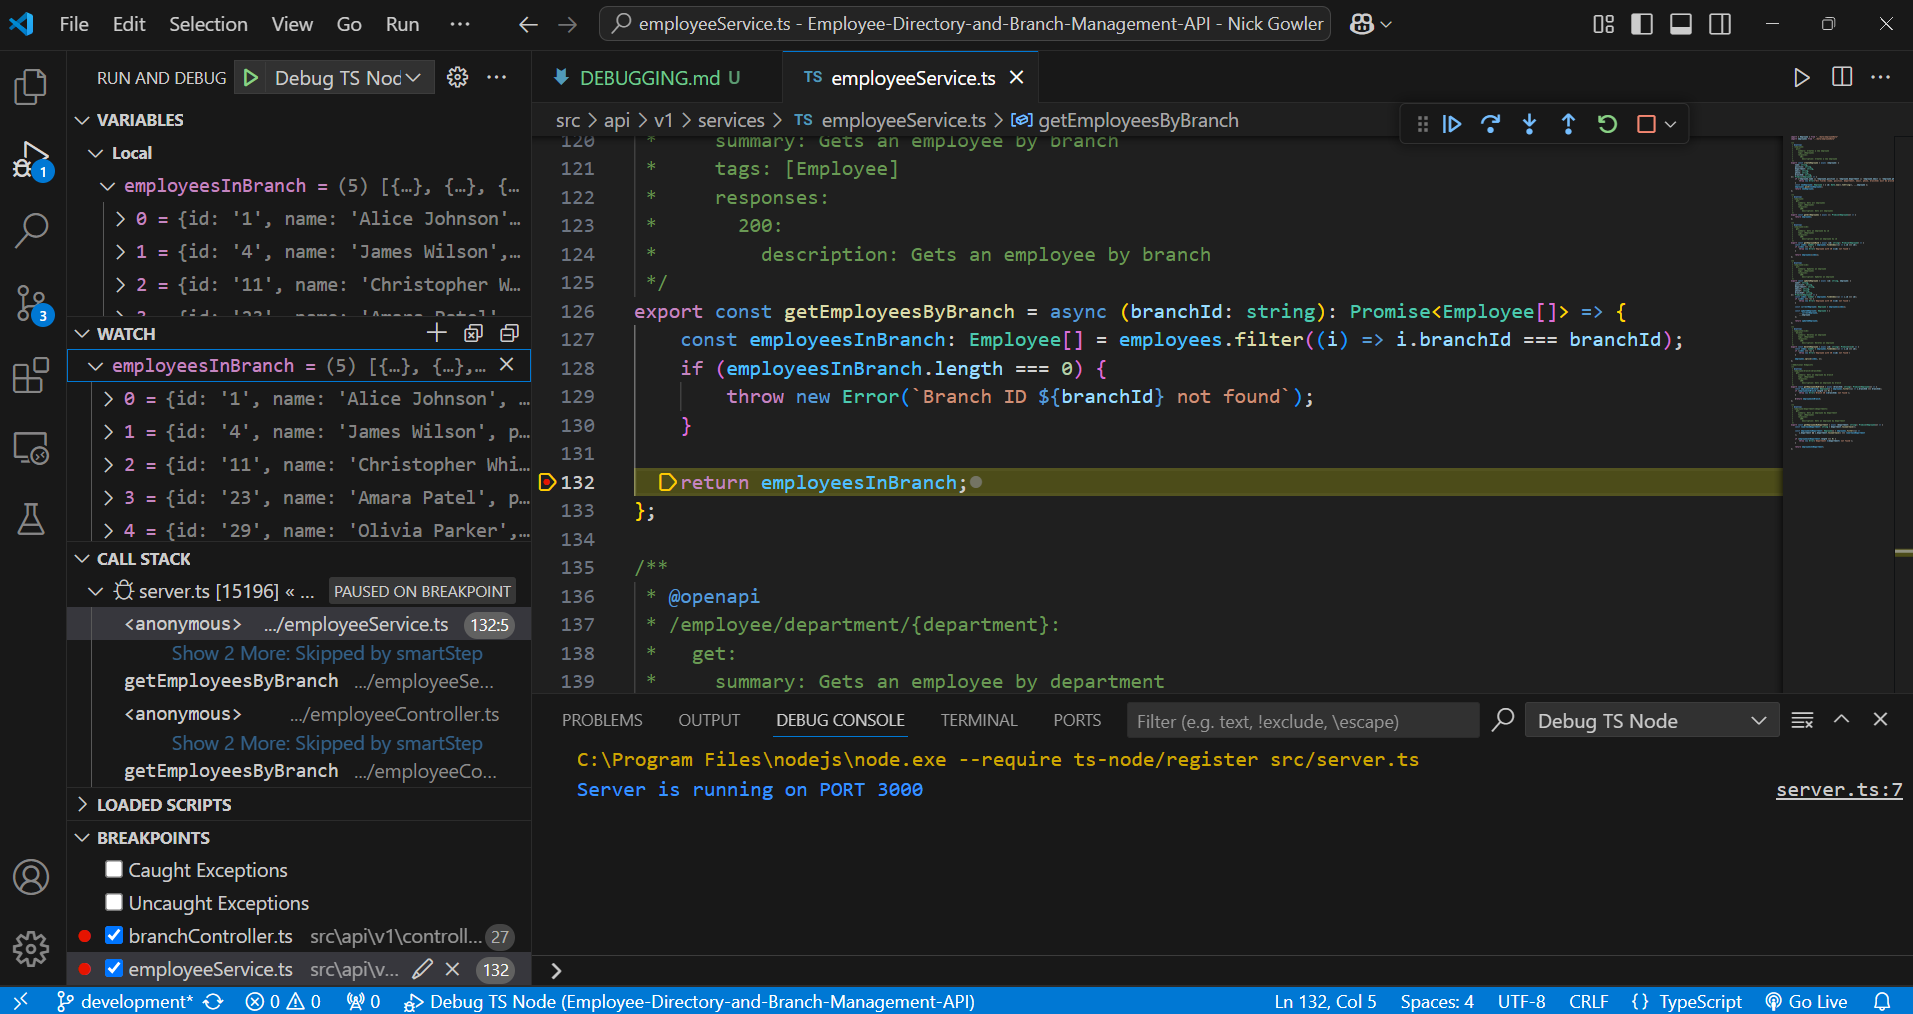 File Edit Selection View Go Run ··· employeeService.ts - Employee-Directory-and-Branch-Management-API - Nick Gowler
RUN AND DEBUG Debug TS Nod
VARIABLES
Local
employeesInBranch = (5) [{…}, {…}, {…
0 = {id: '1', name: 'Alice Johnson'…
1 = {id: '4', name: 'James Wilson',…
2 = {id: '11', name: 'Christopher W…
WATCH
employeesInBranch = (5) [{…}, {…},…
0 = {id: '1', name: 'Alice Johnson', …
1 = {id: '4', name: 'James Wilson', p…
2 = {id: '11', name: 'Christopher Whi…
3 = {id: '23', name: 'Amara Patel', p…
4 = {id: '29', name: 'Olivia Parker',…
CALL STACK
server.ts [15196] « … PAUSED ON BREAKPOINT
<anonymous> …/employeeService.ts 132:5
Show 2 More: Skipped by smartStep
getEmployeesByBranch …/employeeSe…
<anonymous> …/employeeController.ts
Show 2 More: Skipped by smartStep
getEmployeesByBranch …/employeeCo…
LOADED SCRIPTS
BREAKPOINTS
Caught Exceptions
Uncaught Exceptions
branchController.ts src\api\v1\controll… 27
employeeService.ts src\api\v… 132
1
3
DEBUGGING.md U TS employeeService.ts
src > api > v1 > services > TS employeeService.ts > getEmployeesByBranch
120 * summary: Gets an employee by branch
121 * tags: [Employee]
122 * responses:
123 * 200:
124 * description: Gets an employee by branch
125 */
126 export const getEmployeesByBranch = async (branchId: string): Promise<Employee[]> => {
127 const employeesInBranch: Employee[] = employees.filter((i) => i.branchId === branchId);
128 if (employeesInBranch.length === 0) {
129 throw new Error(`Branch ID ${branchId} not found`);
130 }
131
132 return employeesInBranch;
133 };
134
135 /**
136 * @openapi
137 * /employee/department/{department}:
138 * get:
139 * summary: Gets an employee by department
PROBLEMS OUTPUT DEBUG CONSOLE TERMINAL PORTS Filter (e.g. text, !exclude, \escape) Debug TS Node
C:\Program Files\nodejs\node.exe --require ts-node/register src/server.ts
Server is running on PORT 3000 server.ts:7
>
development* 0 0 0 Debug TS Node (Employee-Directory-and-Branch-Management-API) Ln 132, Col 5 Spaces: 4 UTF-8 CRLF {} TypeScript Go Live